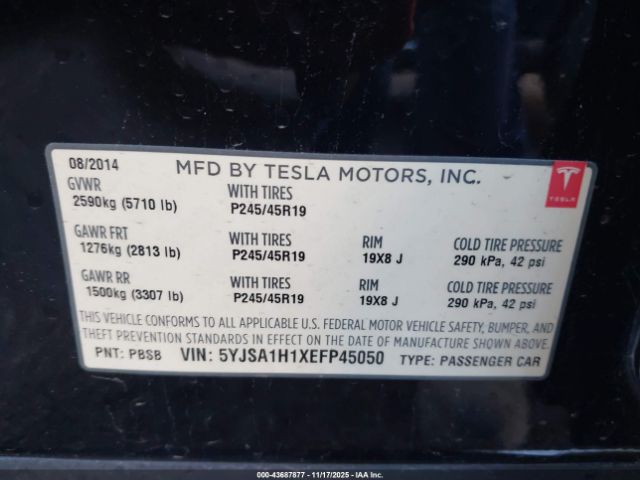 08/2014 MFD BY TESLA MOTORS, INC.
GVWR WITH TIRES
2590kg (5710 lb) P245/45R19
TESLA
GAWR FRT WITH TIRES RIM COLD TIRE PRESSURE
1276kg (2813 lb) P245/45R19 19X8 J 290 kPa, 42 psi
GAWR RR WITH TIRES RIM COLD TIRE PRESSURE
1500kg (3307 lb) P245/45R19 19X8 J 290 kPa, 42 psi
THIS VEHICLE CONFORMS TO ALL APPLICABLE U.S. FEDERAL MOTOR VEHICLE SAFETY, BUMPER, AND
THEFT PREVENTION STANDARDS IN EFFECT ON THE DATE OF MANUFACTURE SHOWN ABOVE.
PNT: PBSB VIN: 5YJSA1H1XEFP45050 TYPE: PASSENGER CAR
© 2025 - IAA, Inc. - 43687877 - 11/17/2025 - IAA.com